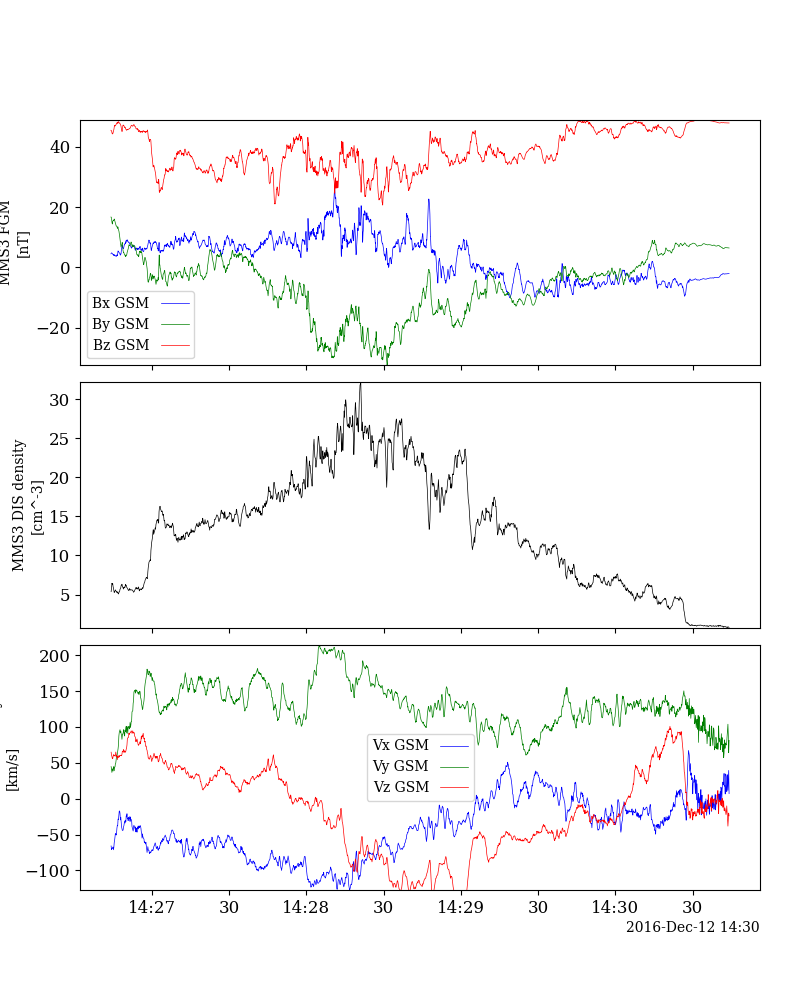 40
20
0
−20
MMS3 FGM
[nT]
Bx GSM
By GSM
Bz GSM
30
25
20
15
10
5
MMS3 DIS density
[cm^-3]
200
150
100
50
0
−50
−100
[km/s]
Vx GSM
Vy GSM
Vz GSM
14:27 30 14:28 30 14:29 30 14:30 30
2016-Dec-12 14:30